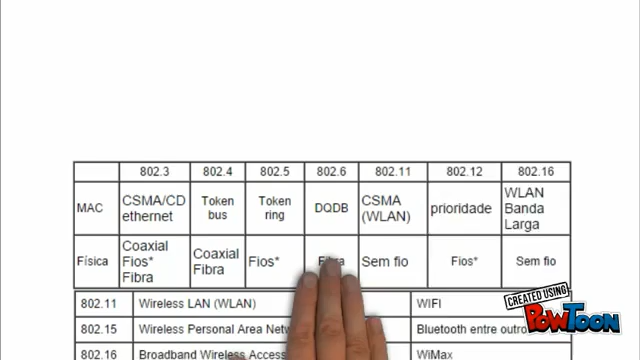 802.3 802.4 802.5 802.6 802.11 802.12 802.16
MAC CSMA/CD ethernet Token bus Token ring DQDB CSMA (WLAN) prioridade WLAN Banda Larga
Física Coaxial Fios* Fibra Coaxial Fibra Fios* Fibra Sem fio Fios* Sem fio
802.11 Wireless LAN (WLAN) WIFI
802.15 Wireless Personal Area Bluetooth entre
802.16 Broadband Wireless Access WiMax
CREATED USING
POWTOON